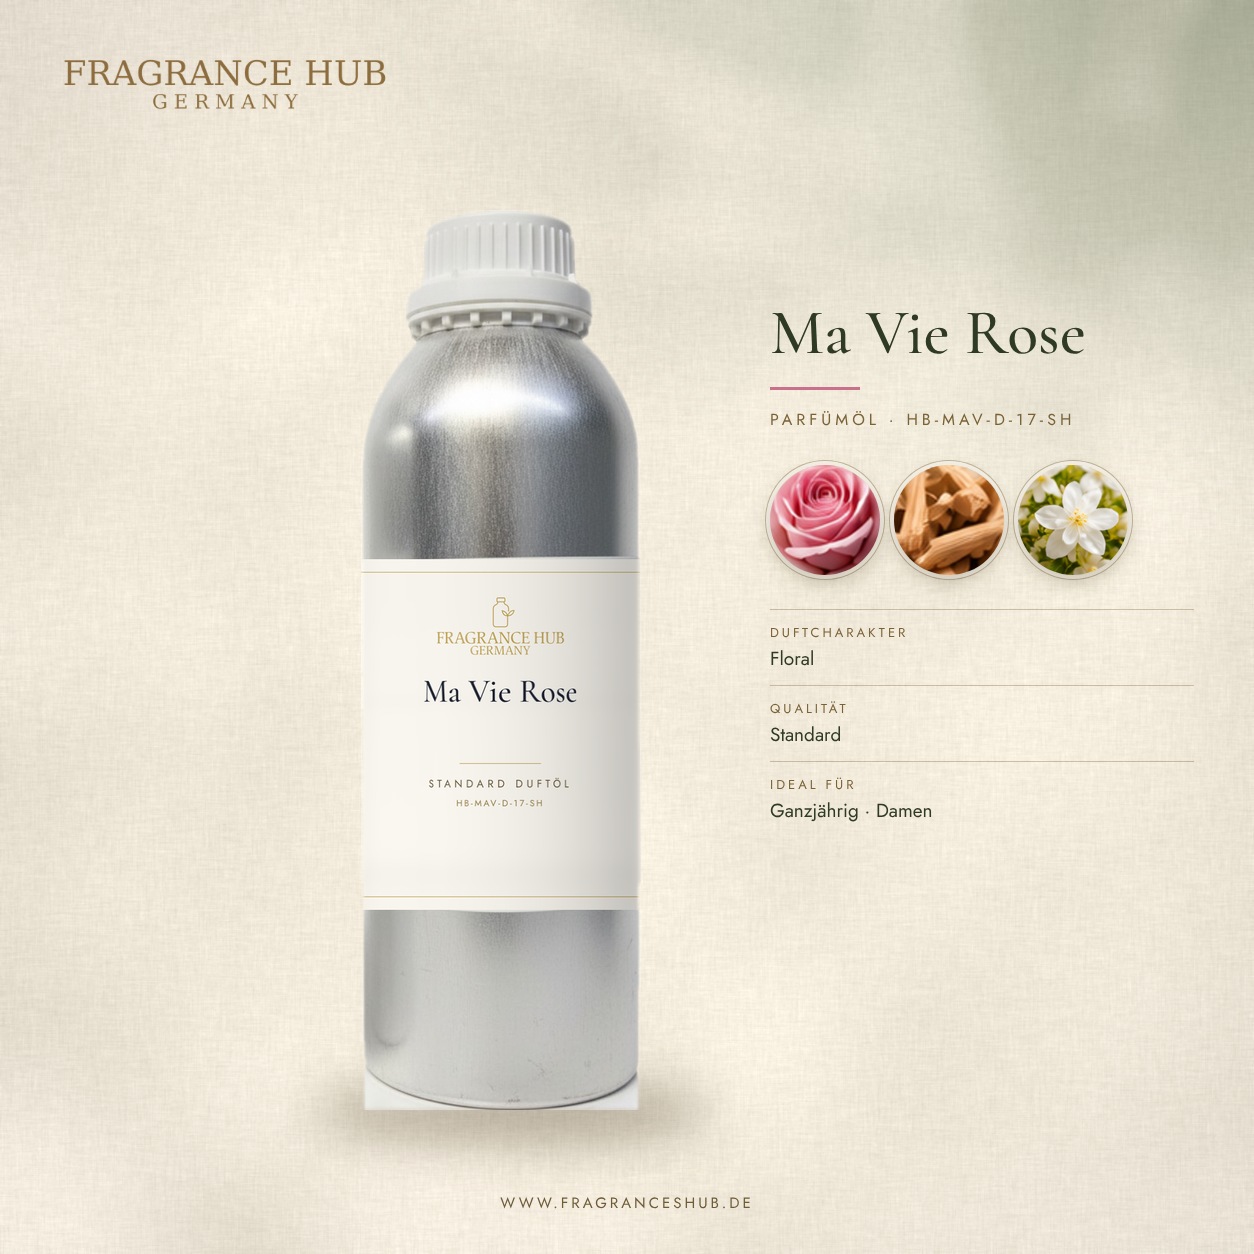 FRAGRANCE HUB
GERMANY
Ma Vie Rose
PARFÜMÖL · HB-MAV-D-17-SH
DUFTCHARAKTER
Floral
QUALITÄT
Standard
IDEAL FÜR
Ganzjährig · Damen
FRAGRANCE HUB
GERMANY
Ma Vie Rose
STANDARD DUFTÖL
HB-MAV-D-17-SH
WWW.FRAGRANCESHUB.DE